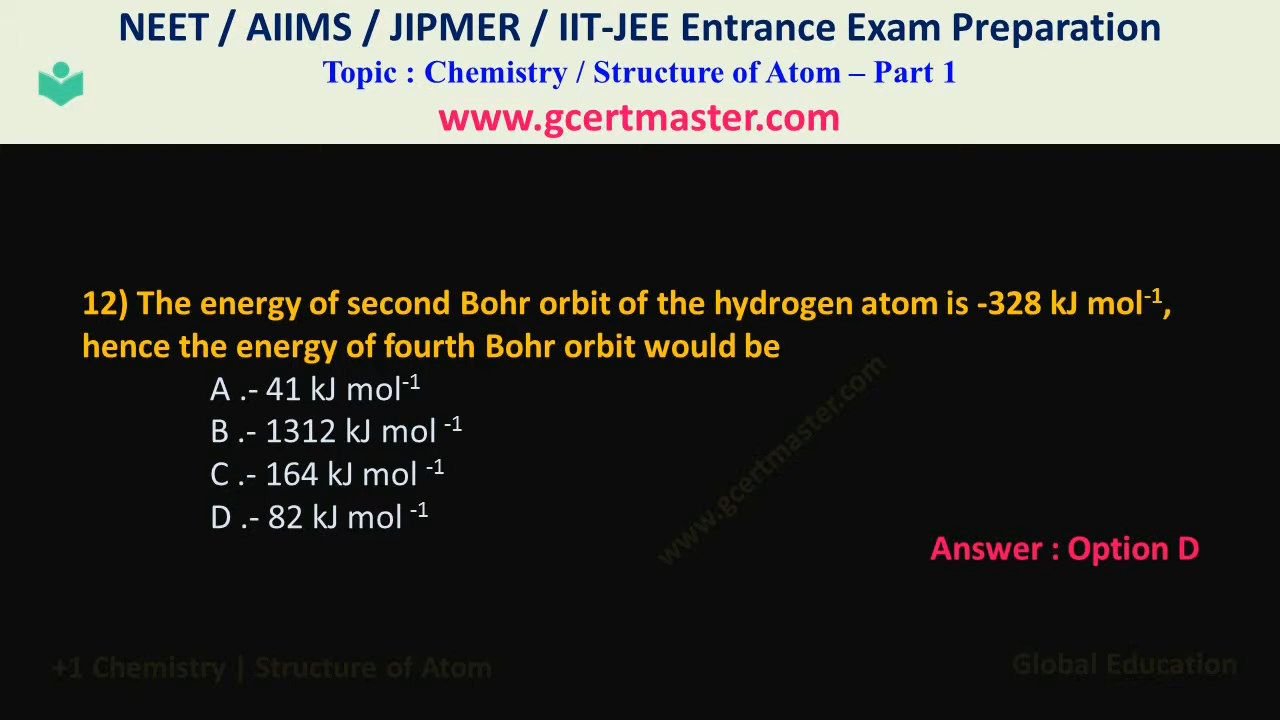 NEET / AIIMS / JIPMER / IIT-JEE Entrance Exam Preparation
Topic : Chemistry / Structure of Atom – Part 1
www.gcertmaster.com
12) The energy of second Bohr orbit of the hydrogen atom is -328 kJ mol-1,
hence the energy of fourth Bohr orbit would be
A .- 41 kJ mol-1
B .- 1312 kJ mol -1
C .- 164 kJ mol -1
D .- 82 kJ mol -1
www.gcertmaster.com
Answer : Option D
+1 Chemistry | Structure of Atom
Global Education